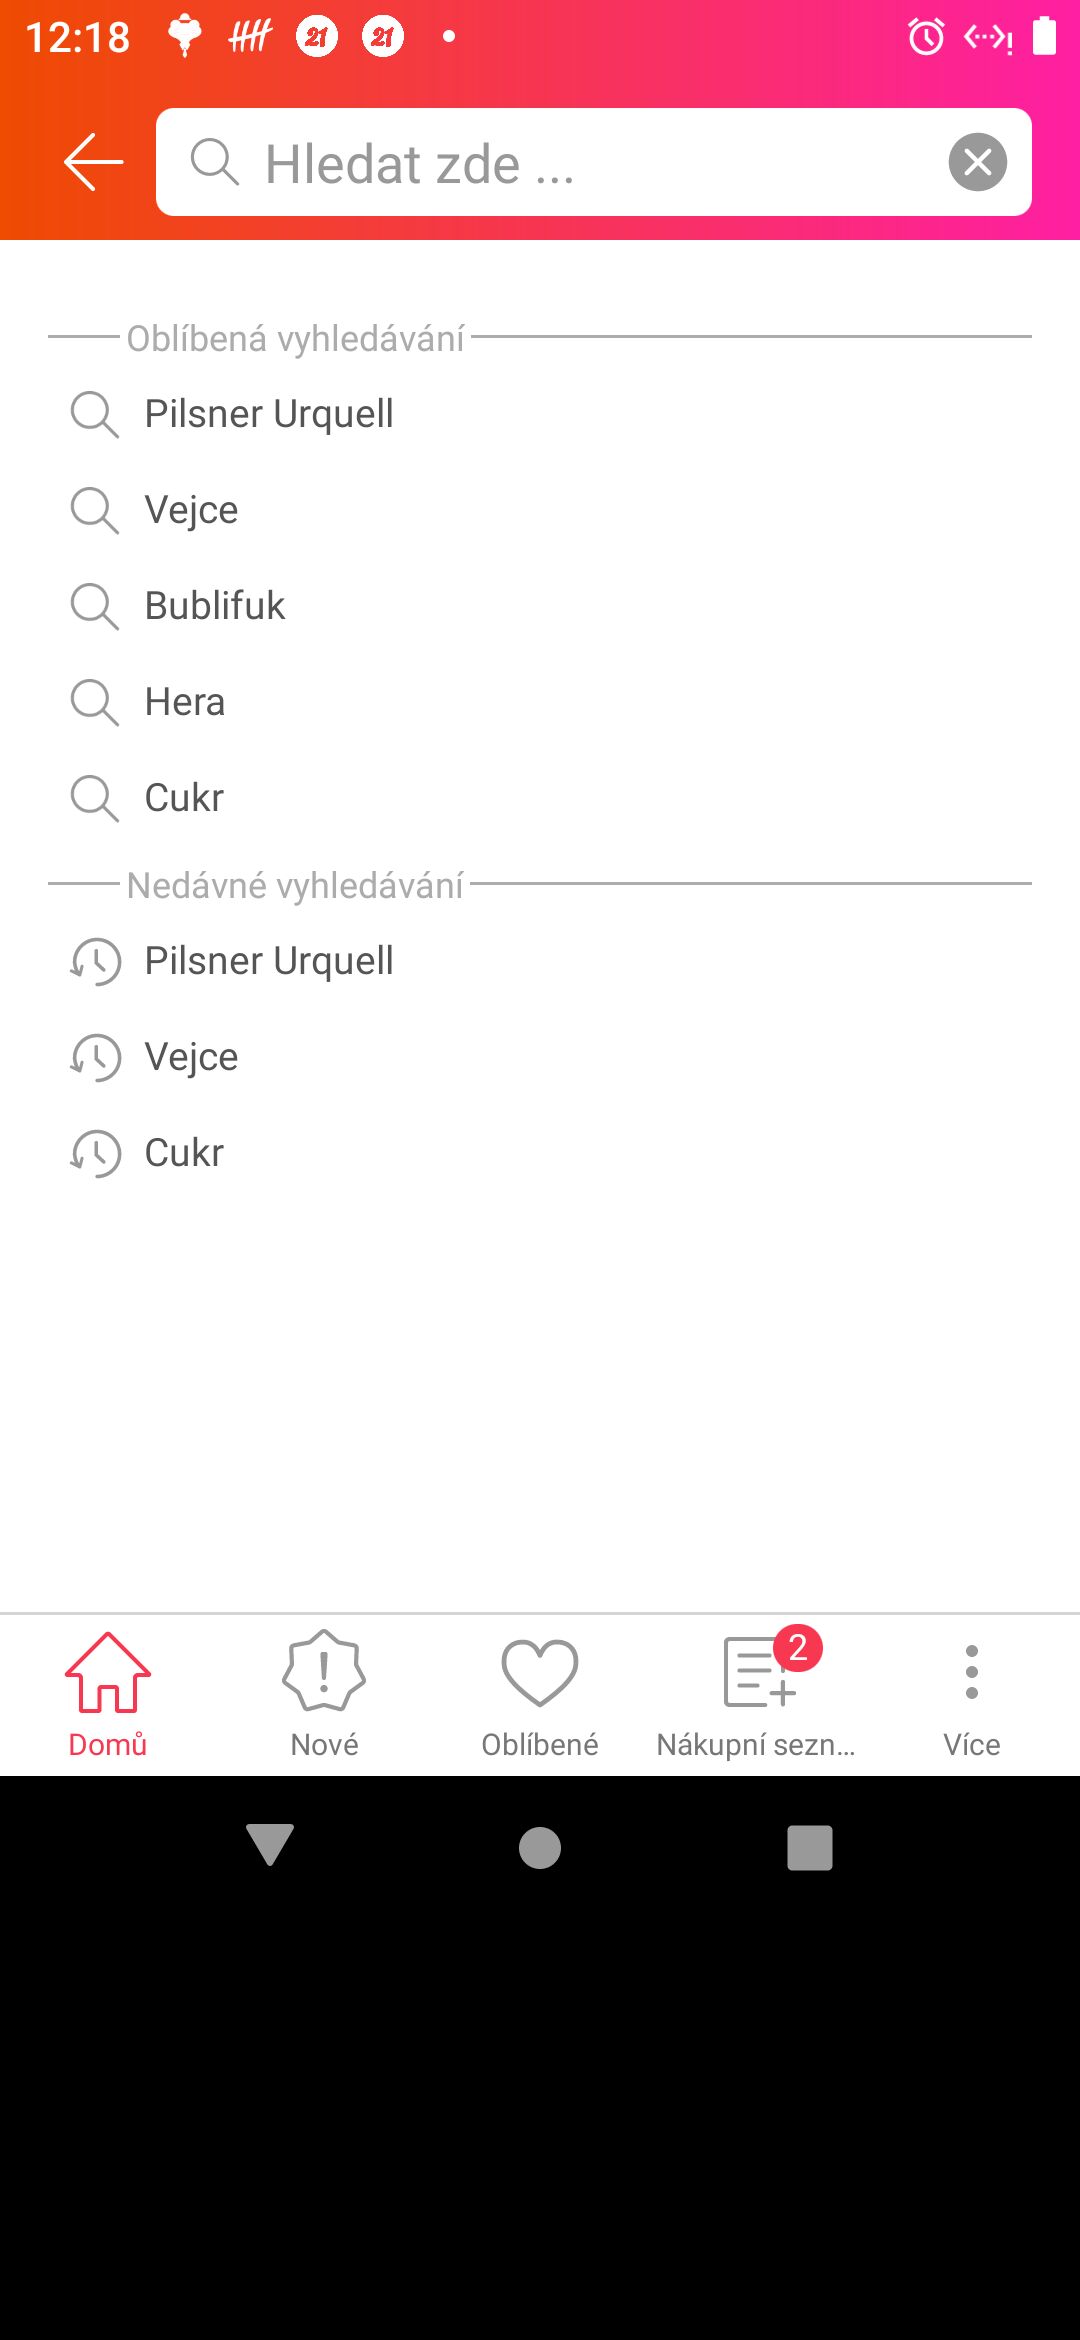 12:18
21 21
Hledat zde ...
Oblíbená vyhledávání
Pilsner Urquell
Vejce
Bublifuk
Hera
Cukr
Nedávné vyhledávání
Pilsner Urquell
Vejce
Cukr
2
Domů
Nové
Oblíbené
Nákupní sezn...
Více